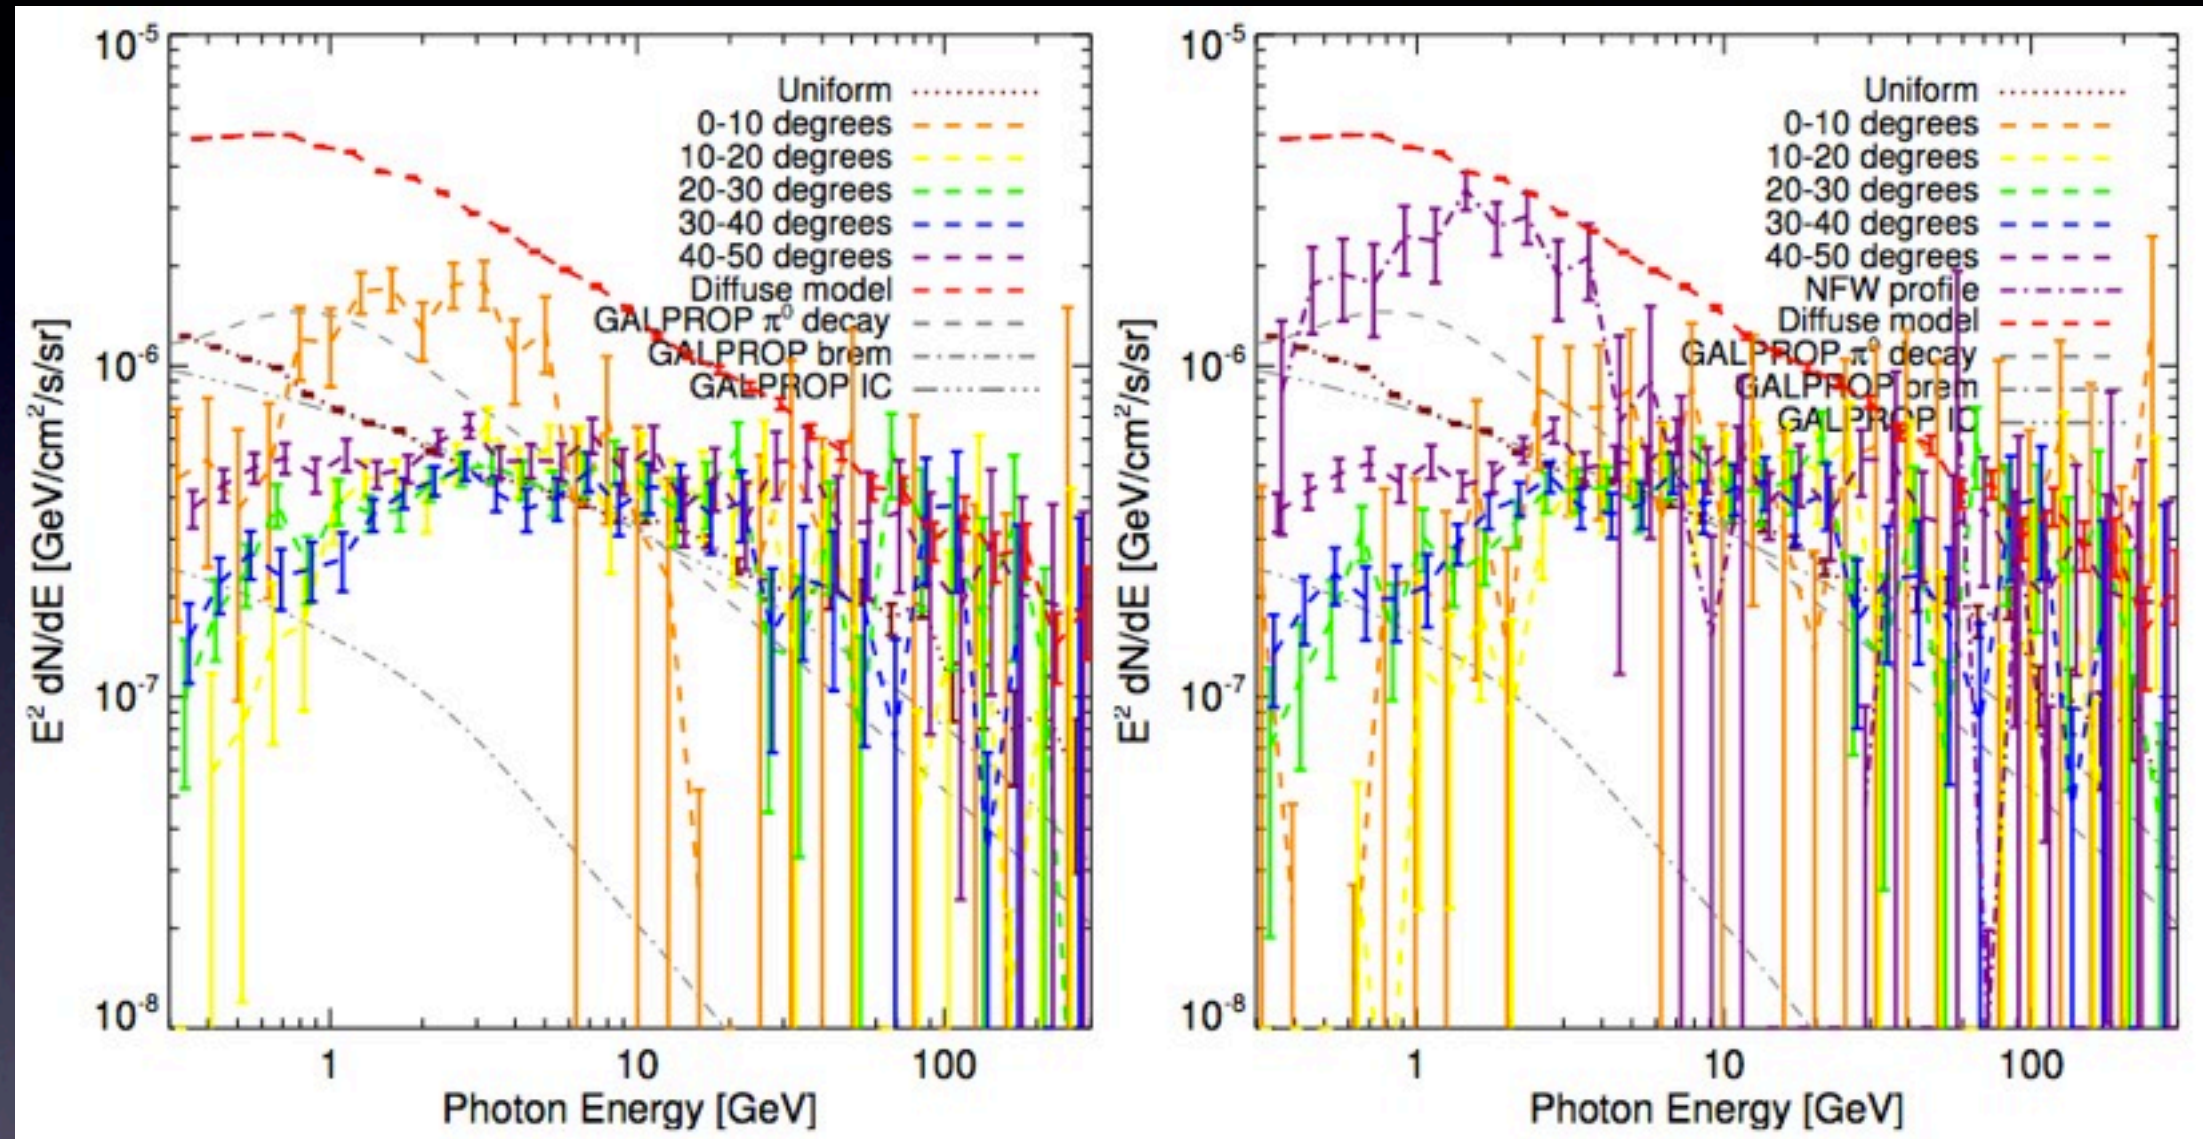 10-5
10-6
10-7
10-8
E2 dN/dE [GeV/cm2/s/sr]
Uniform
0-10 degrees
10-20 degrees
20-30 degrees
30-40 degrees
40-50 degrees
Diffuse model
GALPROP π0 decay
GALPROP brem
GALPROP IC
1 10 100
Photon Energy [GeV]
10-5
10-6
10-7
10-8
E2 dN/dE [GeV/cm2/s/sr]
Uniform
0-10 degrees
10-20 degrees
20-30 degrees
30-40 degrees
40-50 degrees
NFW profile
Diffuse model
GALPROP π0 decay
GALPROP brem
GALPROP IC
1 10 100
Photon Energy [GeV]